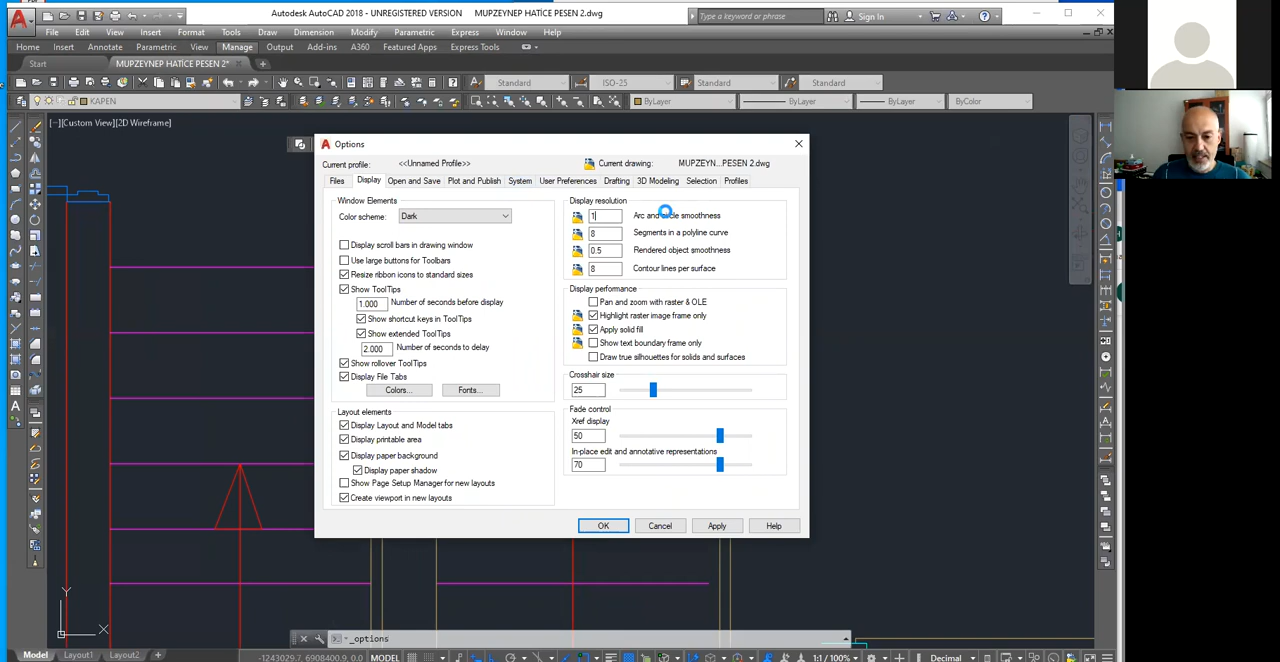 Autodesk AutoCAD 2018 - UNREGISTERED VERSION MUPZEYNEP HATİCE PESEN 2.dwg
Type a keyword or phrase
Sign In
File Edit View Insert Format Tools Draw Dimension Modify Parametric Express Window Help
Home Insert Annotate Parametric View Manage Output Add-ins A360 Featured Apps Express Tools
Start MUPZEYNEP HATICE PESEN 2*
Standard ISO-25 Standard Standard
KAPEN ByLayer ByLayer ByLayer ByColor
[−][Custom View][2D Wireframe]
Options
Current profile: <<Unnamed Profile>> Current drawing: MUPZEYN...PESEN 2.dwg
Files Display Open and Save Plot and Publish System User Preferences Drafting 3D Modeling Selection Profiles
Window Elements
Color scheme: Dark
Display scroll bars in drawing window
Use large buttons for Toolbars
Resize ribbon icons to standard sizes
Show ToolTips
1.000 Number of seconds before display
Show shortcut keys in ToolTips
Show extended ToolTips
2.000 Number of seconds to delay
Show rollover ToolTips
Display File Tabs
Colors... Fonts...
Layout elements
Display Layout and Model tabs
Display printable area
Display paper background
Display paper shadow
Show Page Setup Manager for new layouts
Create viewport in new layouts
Display resolution
1 Arc and circle smoothness
8 Segments in a polyline curve
0.5 Rendered object smoothness
8 Contour lines per surface
Display performance
Pan and zoom with raster & OLE
Highlight raster image frame only
Apply solid fill
Show text boundary frame only
Draw true silhouettes for solids and surfaces
Crosshair size
25
Fade control
Xref display
50
In-place edit and annotative representations
70
OK Cancel Apply Help
Y
X
_options
Model Layout1 Layout2 +
-1243029.7, 6908400.9, 0.0 MODEL 1:1 / 100% Decimal